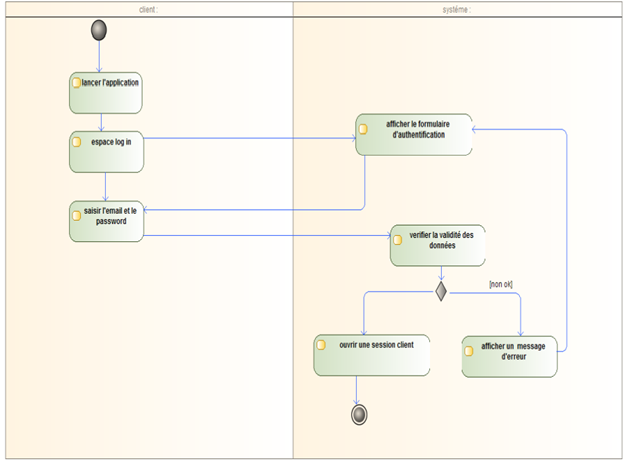 client :
système :
lancer l'application
afficher le formulaire
d'authentification
espace log in
saisir l'email et le
password
verifier la validité des
données
[non ok]
ouvrir une session client
afficher un message
d'erreur